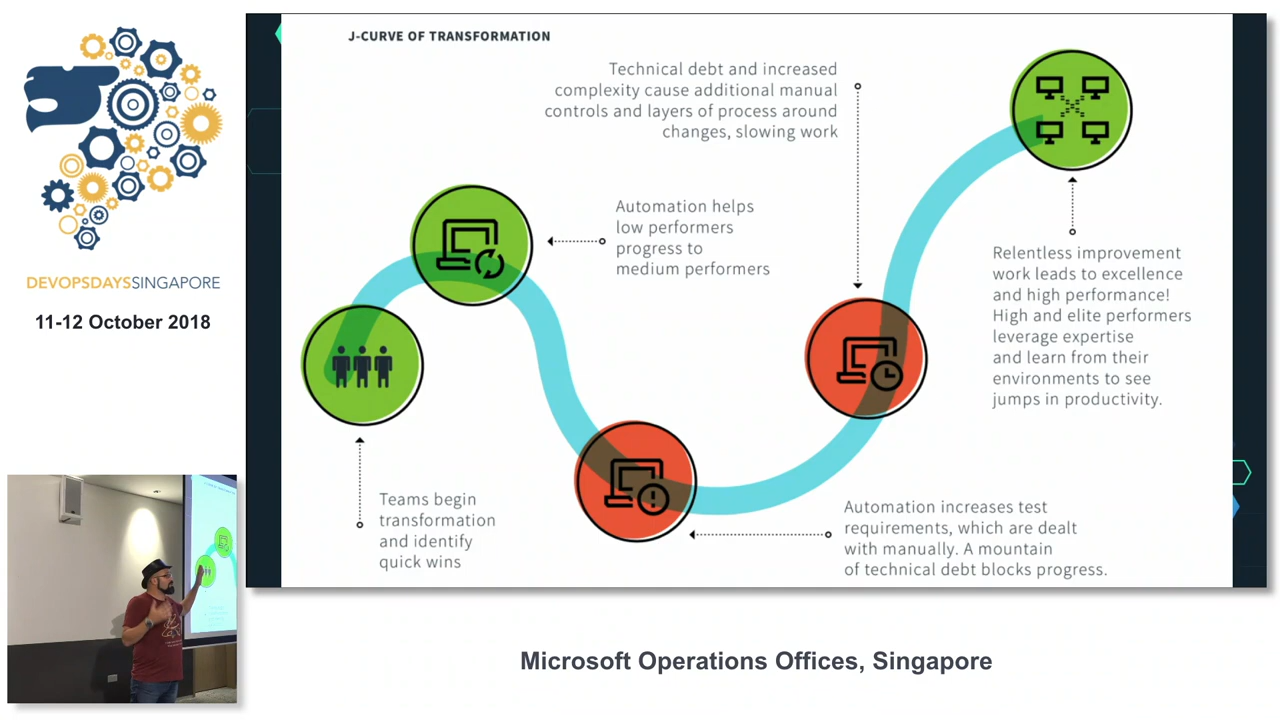 DEVOPSDAYSSINGAPORE
11-12 October 2018
J-CURVE OF TRANSFORMATION
Technical debt and increased
complexity cause additional manual
controls and layers of process around
changes, slowing work
Automation helps
low performers
progress to
medium performers
Relentless improvement
work leads to excellence
and high performance!
High and elite performers
leverage expertise
and learn from their
environments to see
jumps in productivity.
Teams begin
transformation
and identify
quick wins
Automation increases test
requirements, which are dealt
with manually. A mountain
of technical debt blocks progress.
Microsoft Operations Offices, Singapore